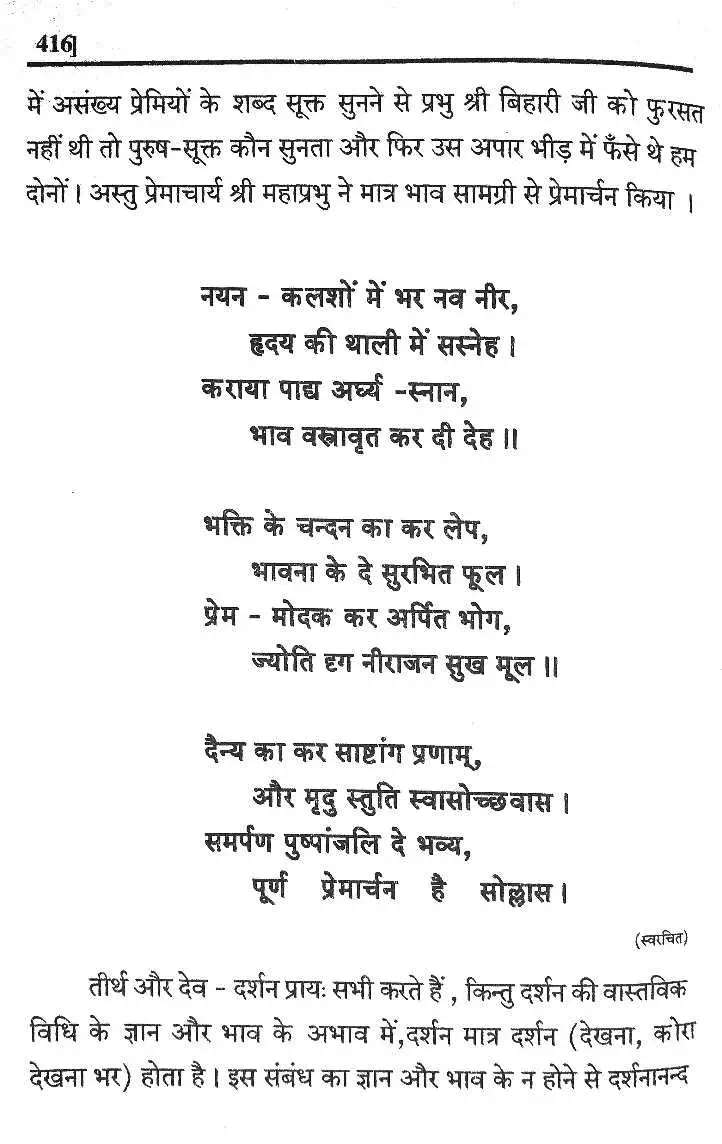 416]
में असंख्य प्रेमियों के शब्द सूक्त सुनने से प्रभु श्री बिहारी जी को फुरसत
नहीं थी तो पुरुष-सूक्त कौन सुनता और फिर उस अपार भीड़ में फँसे थे हम
दोनों। अस्तु प्रेमाचार्य श्री महाप्रभु ने मात्र भाव सामग्री से प्रेमार्चन किया ।
नयन - कलशों में भर नव नीर,
हृदय की थाली में सस्नेह।
कराया पाद्य अर्घ्य -स्नान,
भाव वस्त्रावृत कर दी देह॥
भक्ति के चन्दन का कर लेप,
भावना के दे सुरभित फूल।
प्रेम - मोदक कर अर्पित भोग,
ज्योति दृग नीराजन सुख मूल॥
दैन्य का कर साष्टांग प्रणाम्,
और मृदु स्तुति स्वासोच्छवास।
समर्पण पुष्पांजलि दे भव्य,
पूर्ण प्रेमार्चन है सोल्लास।
(स्वरचित)
तीर्थ और देव - दर्शन प्रायः सभी करते हैं , किन्तु दर्शन की वास्तविक
विधि के ज्ञान और भाव के अभाव में,दर्शन मात्र दर्शन (देखना, कोरा
देखना भर) होता है। इस संबंध का ज्ञान और भाव के न होने से दर्शनानन्द